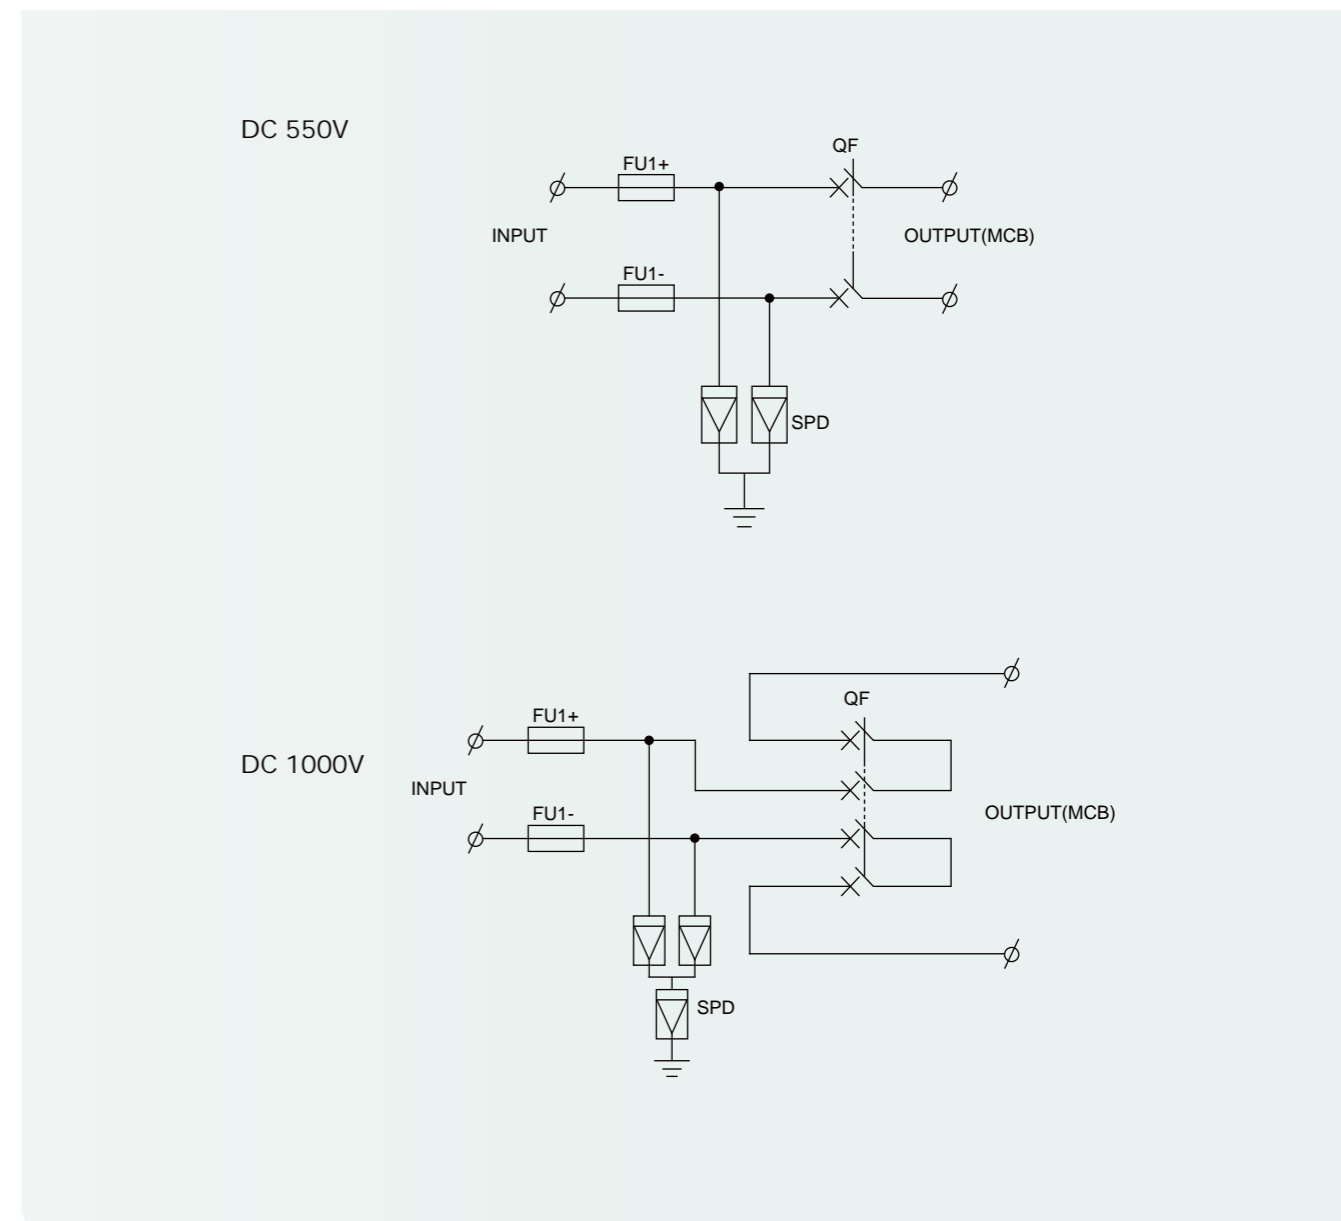 DC 550V
QF
FU1+
INPUT
OUTPUT(MCB)
FU1-
SPD
QF
FU1+
DC 1000V
INPUT
FU1-
OUTPUT(MCB)
SPD